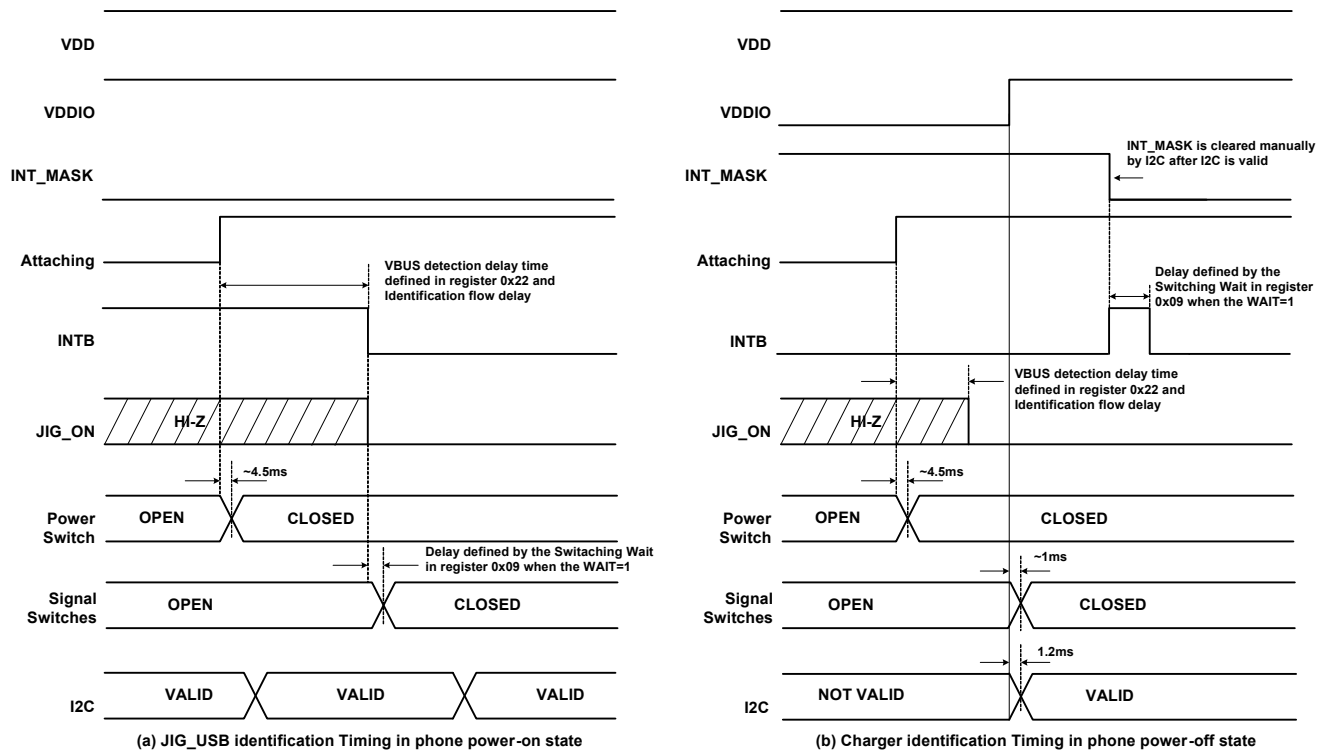 VDD
VDDIO
INT_MASK
Attaching
VBUS detection delay time
defined in register 0x22 and
Identification flow delay
INTB
HI-Z
JIG_ON
~4.5ms
OPEN
CLOSED
Power
Switch
Delay defined by the Switaching Wait
in register 0x09 when the WAIT=1
Signal
Switches
OPEN
CLOSED
VALID
VALID
VALID
I2C
(a) JIG_USB identification Timing in phone power-on state
VDD
VDDIO
INT_MASK is cleared manually
by I2C after I2C is valid
INT_MASK
Attaching
Delay defined by the
Switching Wait in register
0x09 when the WAIT=1
INTB
VBUS detection delay time
defined in register 0x22 and
Identification flow delay
HI-Z
JIG_ON
~4.5ms
OPEN
CLOSED
Power
Switch
~1ms
Signal
Switches
OPEN
CLOSED
1.2ms
NOT VALID
VALID
I2C
(b) Charger identification Timing in phone power-off state